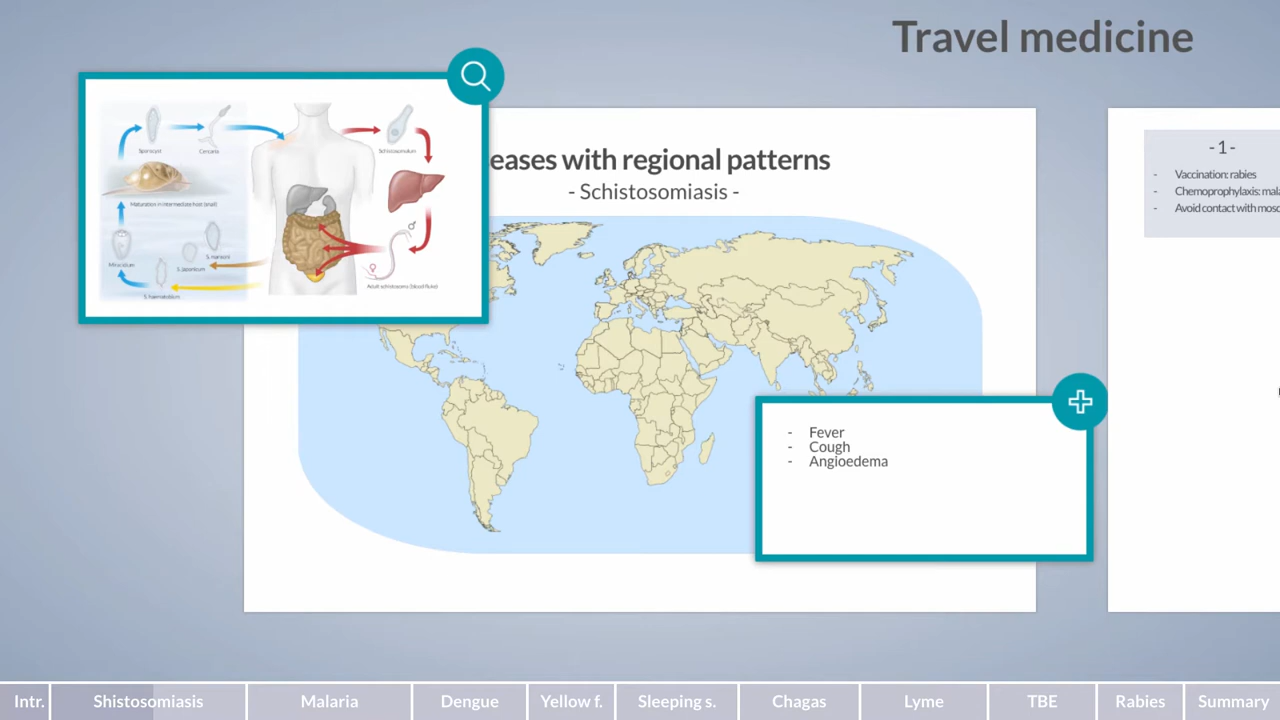 Travel medicine
Sporocyst
Cercaria
Schistosomulum
Maturation in intermediate host (snail)
Miracidium
S. mansoni
S. japonicum
S. haematobium
Adult schistosoma (blood fluke)
eases with regional patterns
- Schistosomiasis -
- 1 -
- Vaccination: rabies
- Chemoprophylaxis: mala
- Avoid contact with mosq
- Fever
- Cough
- Angioedema
Intr.
Shistosomiasis
Malaria
Dengue
Yellow f.
Sleeping s.
Chagas
Lyme
TBE
Rabies
Summary